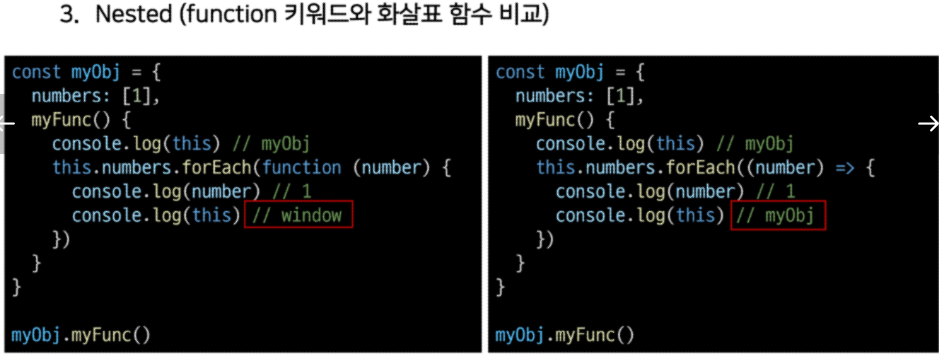 3. Nested (function 키워드와 화살표 함수 비교)
const myObj = {
  numbers: [1],
  myFunc() {
    console.log(this) // myObj
    this.numbers.forEach(function (number) {
      console.log(number) // 1
      console.log(this) // window
    })
  }
}
myObj.myFunc()
const myObj = {
  numbers: [1],
  myFunc() {
    console.log(this) // myObj
    this.numbers.forEach((number) => {
      console.log(number) // 1
      console.log(this) // myObj
    })
  }
}
myObj.myFunc()